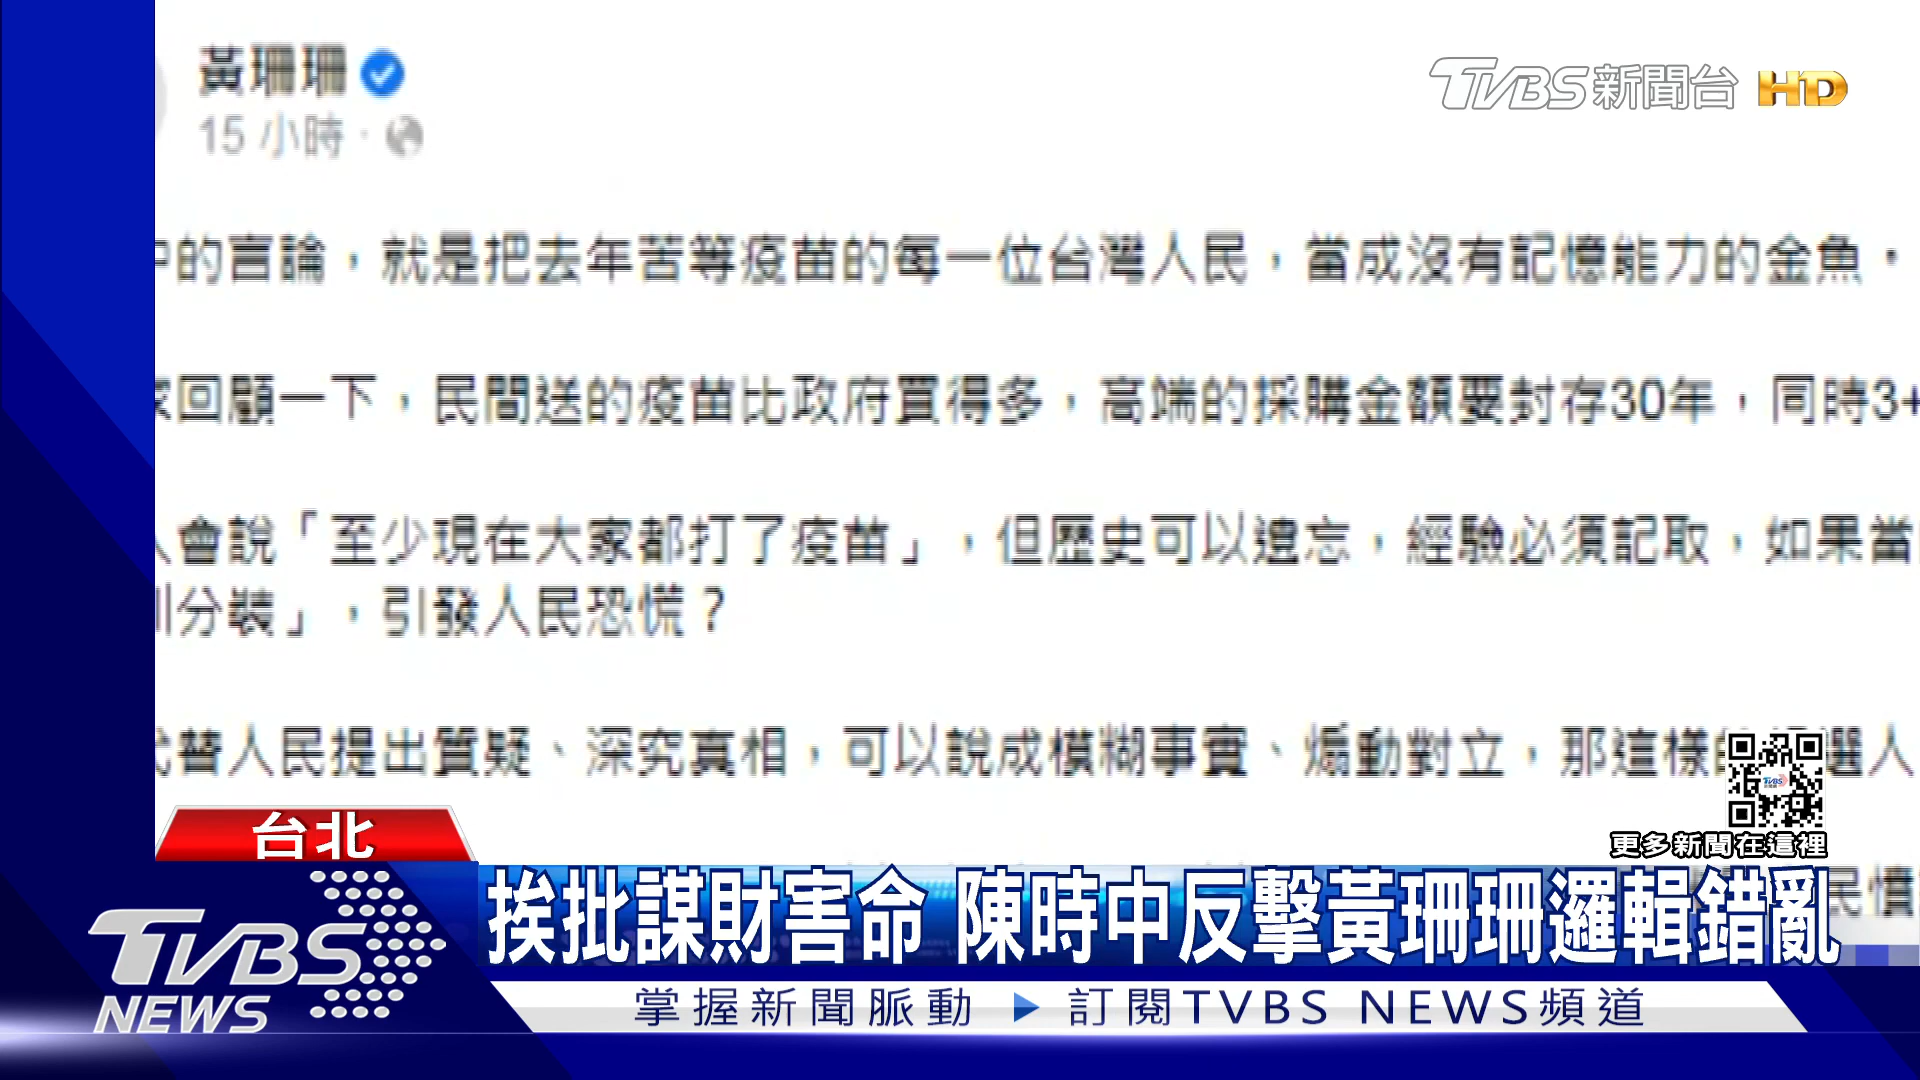 黃珊珊
15 小時
TVBS新聞台 HD
的言論，就是把去年苦等疫苗的每一位台灣人民，當成沒有記憶能力的金魚。
回顧一下，民間送的疫苗比政府買得多，高端的採購金額要封存30年，同時3+
會說「至少現在大家都打了疫苗」，但歷史可以遺忘，經驗必須記取，如果當
分裝」，引發人民恐慌？
替人民提出質疑、深究真相，可以說成模糊事實、煽動對立，那這樣 選人
TVBS
更多新聞在這裡
台北
民憤
挨批謀財害命 陳時中反擊黃珊珊邏輯錯亂
TVBS NEWS
掌握新聞脈動 ▶ 訂閱TVBS NEWS頻道